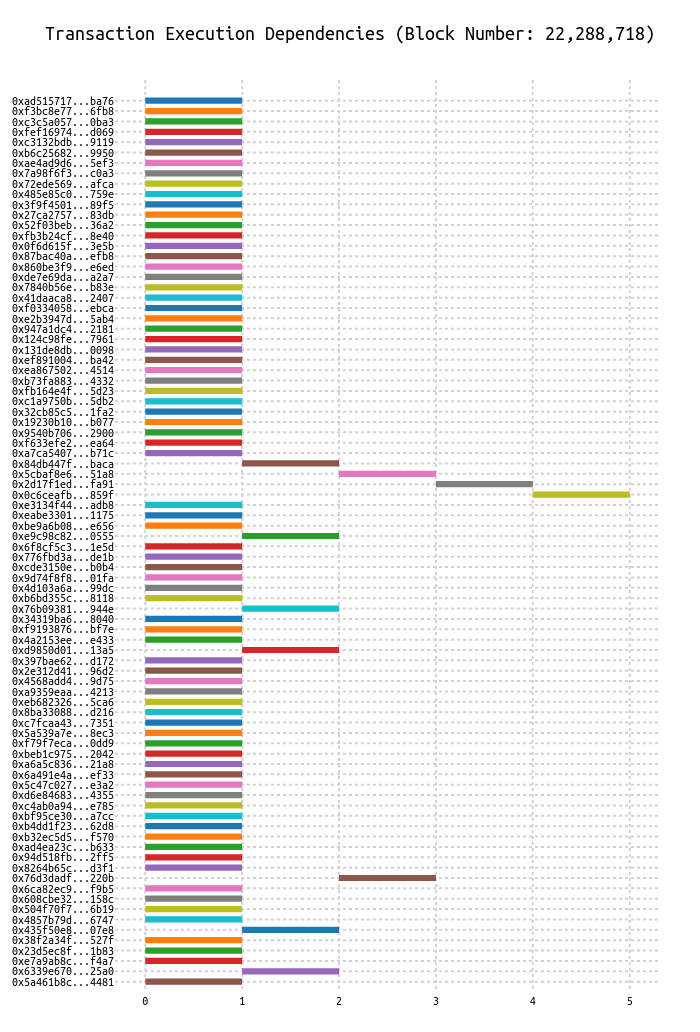 Transaction Execution Dependencies (Block Number: 22,288,718)
0xad515717...ba76
0xf3bc8e77...6fb8
0xc3c5a057...0ba3
0xfef16974...d069
0xc3132bdb...9119
0xb6c25682...9950
0xae4ad9d6...5ef3
0x7a98f6f3...c0a3
0x72ede569...afca
0x485e85c0...759e
0x3f9f4501...89f5
0x27ca2757...83db
0x52f03beb...36a2
0xfb3b24cf...8e40
0x0f6d615f...3e5b
0x87bac40a...efb8
0x860be3f9...e6ed
0xde7e69da...a2a7
0x7840b56e...b83e
0x41daaca8...2407
0xf0334058...ebca
0xe2b3947d...5ab4
0x947a1dc4...2181
0x124c98fe...7961
0x131de8db...0098
0xef891004...ba42
0xea867502...4514
0xb73fa883...4332
0xfb164e4f...5d23
0xc1a9750b...5db2
0x32cb85c5...1fa2
0x19230b10...b077
0x9540b706...2900
0xf633efe2...ea64
0xa7ca5407...b71c
0x84db447f...baca
0x5cbaf8e6...51a8
0x2d17f1ed...fa91
0x0c6ceafb...859f
0xe3134f44...adb8
0xeabe3301...1175
0xbe9a6b08...e656
0xe9c98c82...0555
0x6f8cf5c3...1e5d
0x776fbd3a...de1b
0xcde3150e...b0b4
0x9d74f8f8...01fa
0x4d103a6a...99dc
0xb6bd355c...8118
0x76b09381...944e
0x34319ba6...8040
0xf9193876...bf7e
0x4a2153ee...e433
0xd9850d01...13a5
0x397bae62...d172
0x2e312d41...96d2
0x4568add4...9d75
0xa9359eaa...4213
0xeb682326...5ca6
0x8ba33088...d216
0xc7fcaa43...7351
0x5a539a7e...8ec3
0xf79f7eca...0dd9
0xbeb1c975...2042
0xa6a5c836...21a8
0x6a491e4a...ef33
0x5c47c027...e3a2
0xd6e84683...4355
0xc4ab0a94...e785
0xbf95ce30...a7cc
0xb4dd1f23...62d8
0xb32ec5d5...f570
0xad4ea23c...b633
0x94d518fb...2ff5
0x8264b65c...d3f1
0x76d3dadf...220b
0x6ca82ec9...f9b5
0x608cbe32...158c
0x504f70f7...6b19
0x4857b79d...6747
0x435f50e8...07e8
0x38f2a34f...527f
0x23d5ec8f...1b83
0xe7a9ab8c...f4a7
0x6339e670...25a0
0x5a461b8c...4481
0 1 2 3 4 5